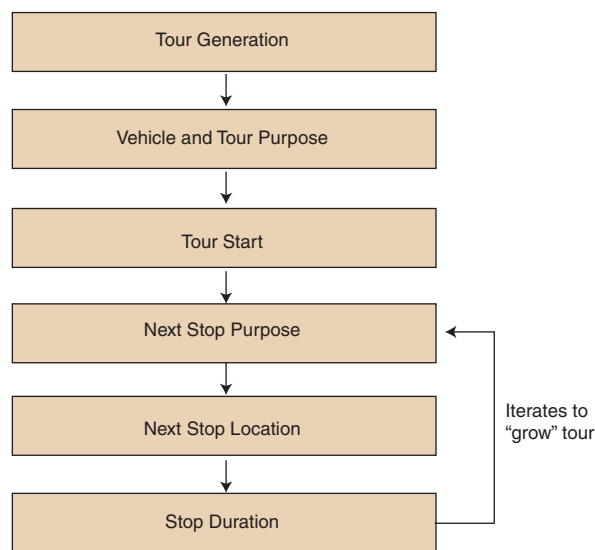 Tour Generation
Vehicle and Tour Purpose
Tour Start
Next Stop Purpose
Next Stop Location
Stop Duration
Iterates to
“grow” tour